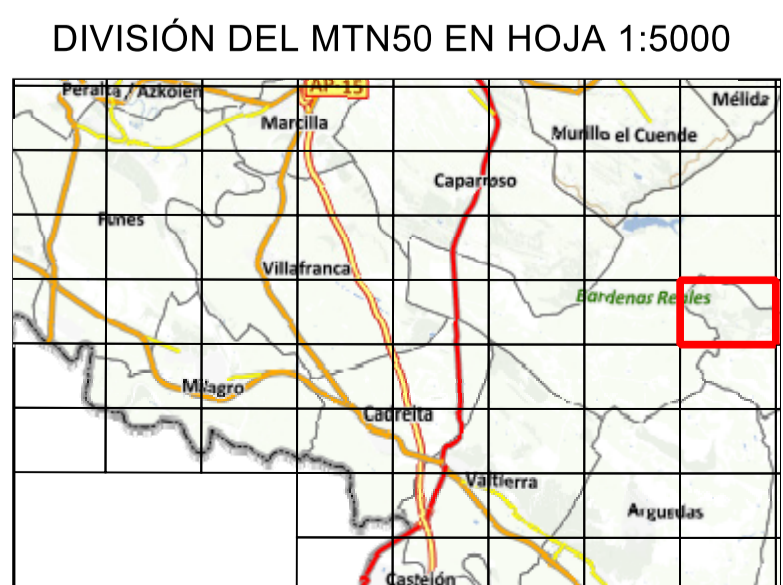 DIVISIÓN DEL MTN50 EN HOJA 1:5000
Peralta / Azkoien
AP-15
Mélida
Marcilla
Murillo el Cuende
Caparroso
Funes
Villafranca
Bardenas Reales
Milagro
Cadreita
Valtierra
Arguedas
Castejón